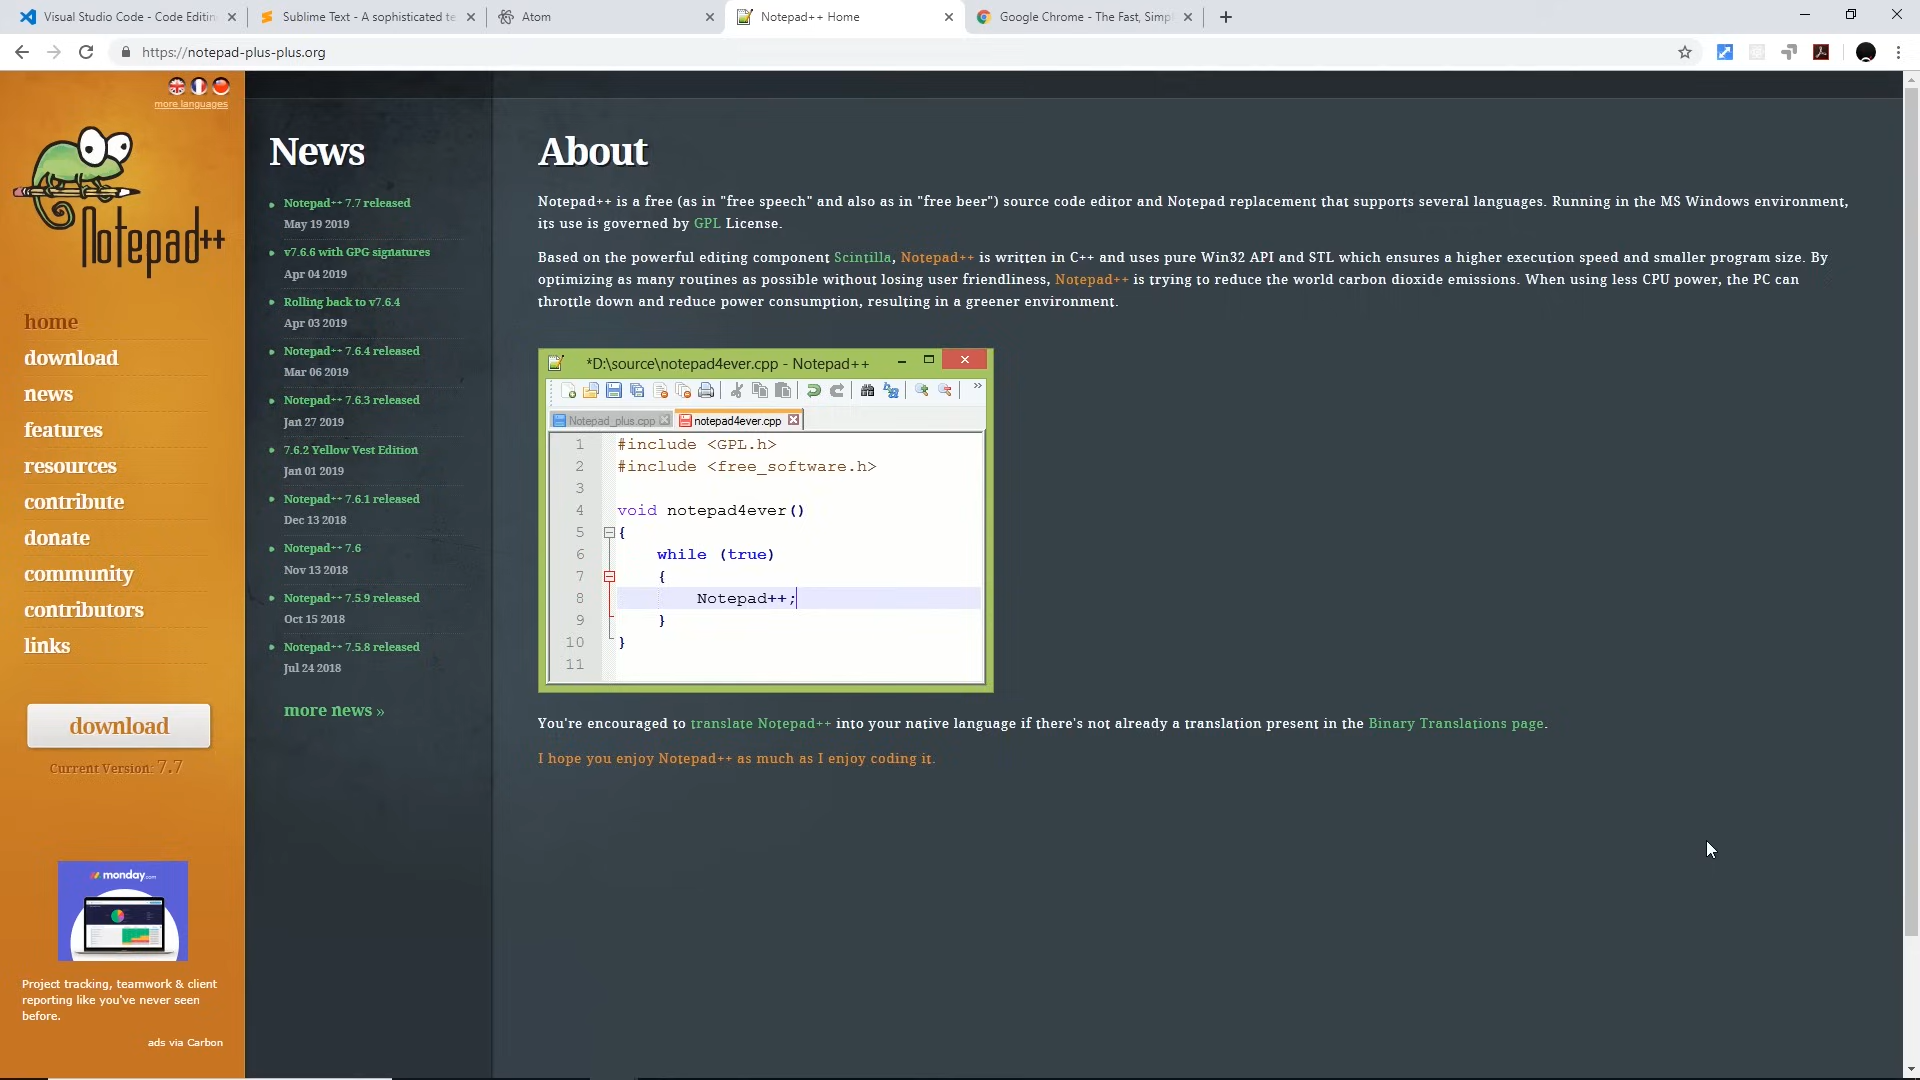 Visual Studio Code - Code Editin
Sublime Text - A sophisticated te
Atom
Notepad++ Home
Google Chrome - The Fast, Simpl
https://notepad-plus-plus.org
more languages
Notepad++
home
download
news
features
resources
contribute
donate
community
contributors
links
download
Current Version: 7.7
monday.com
Project tracking, teamwork & client
reporting like you've never seen
before.
ads via Carbon
News
Notepad++ 7.7 released
May 19 2019
v7.6.6 with GPG signatures
Apr 04 2019
Rolling back to v7.6.4
Apr 03 2019
Notepad++ 7.6.4 released
Mar 06 2019
Notepad++ 7.6.3 released
Jan 27 2019
7.6.2 Yellow Vest Edition
Jan 01 2019
Notepad++ 7.6.1 released
Dec 13 2018
Notepad++ 7.6
Nov 13 2018
Notepad++ 7.5.9 released
Oct 15 2018
Notepad++ 7.5.8 released
Jul 24 2018
more news »
About
Notepad++ is a free (as in "free speech" and also as in "free beer") source code editor and Notepad replacement that supports several languages. Running in the MS Windows environment,
its use is governed by GPL License.
Based on the powerful editing component Scintilla, Notepad++ is written in C++ and uses pure Win32 API and STL which ensures a higher execution speed and smaller program size. By
optimizing as many routines as possible without losing user friendliness, Notepad++ is trying to reduce the world carbon dioxide emissions. When using less CPU power, the PC can
throttle down and reduce power consumption, resulting in a greener environment.
*D:\source\notepad4ever.cpp - Notepad++
Notepad_plus.cpp
notepad4ever.cpp
1 #include <GPL.h>
2 #include <free_software.h>
3
4 void notepad4ever()
5 {
6 while (true)
7 {
8 Notepad++;
9 }
10 }
11
You're encouraged to translate Notepad++ into your native language if there's not already a translation present in the Binary Translations page.
I hope you enjoy Notepad++ as much as I enjoy coding it.